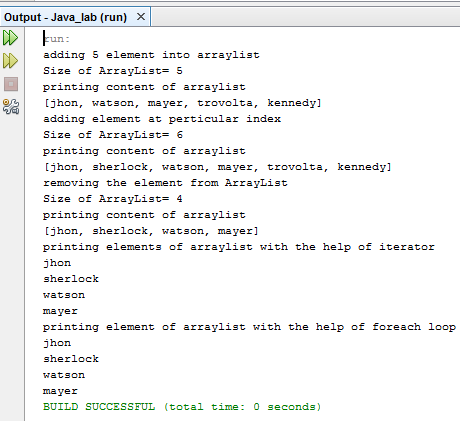 Output - Java_lab (run)
run:
adding 5 element into arraylist
Size of ArrayList= 5
printing content of arraylist
[jhon, watson, mayer, trovolta, kennedy]
adding element at perticular index
Size of ArrayList= 6
printing content of arraylist
[jhon, sherlock, watson, mayer, trovolta, kennedy]
removing the element from ArrayList
Size of ArrayList= 4
printing content of arraylist
[jhon, sherlock, watson, mayer]
printing elements of arraylist with the help of iterator
jhon
sherlock
watson
mayer
printing element of arraylist with the help of foreach loop
jhon
sherlock
watson
mayer
BUILD SUCCESSFUL (total time: 0 seconds)